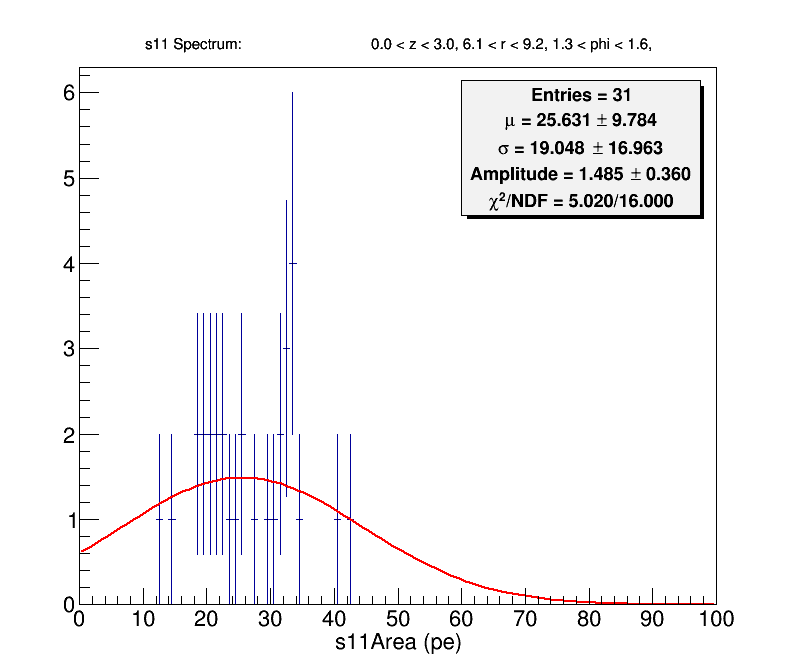 s11 Spectrum: 0.0 < z < 3.0, 6.1 < r < 9.2, 1.3 < phi < 1.6,
Entries = 31
μ = 25.631 ± 9.784
σ = 19.048 ± 16.963
Amplitude = 1.485 ± 0.360
χ²/NDF = 5.020/16.000
6
5
4
3
2
1
0
0 10 20 30 40 50 60 70 80 90 100
s11Area (pe)